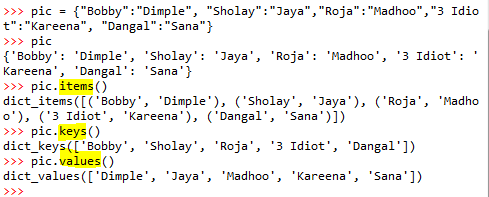 >>> pic = {"Bobby":"Dimple", "Sholay":"Jaya","Roja":"Madhoo","3 Idio
t":"Kareena", "Dangal":"Sana"}
>>> pic
{'Bobby': 'Dimple', 'Sholay': 'Jaya', 'Roja': 'Madhoo', '3 Idiot': '
Kareena', 'Dangal': 'Sana'}
>>> pic.items()
dict_items([('Bobby', 'Dimple'), ('Sholay', 'Jaya'), ('Roja', 'Madho
o'), ('3 Idiot', 'Kareena'), ('Dangal', 'Sana')])
>>> pic.keys()
dict_keys(['Bobby', 'Sholay', 'Roja', '3 Idiot', 'Dangal'])
>>> pic.values()
dict_values(['Dimple', 'Jaya', 'Madhoo', 'Kareena', 'Sana'])
>>>